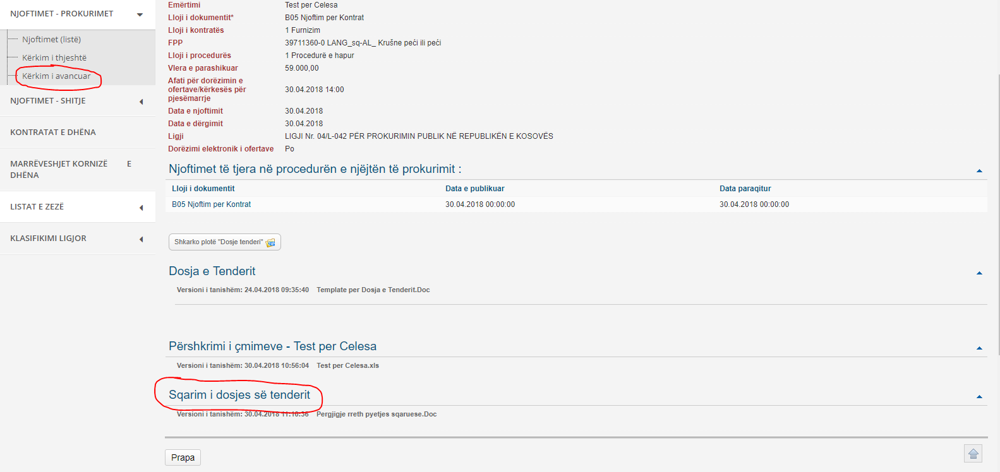 NJOFTIMET - PROKURIMET
Njoftimet (listë)
Kërkim i thjeshtë
Kërkim i avancuar
NJOFTIMET - SHITJE
KONTRATAT E DHËNA
MARRËVESHJET KORNIZË E
DHËNA
LISTAT E ZEZË
KLASIFIKIMI LIGJOR
Emërtimi Test per Celesa
Lloji i dokumentit* B05 Njoftim per Kontrat
Lloji i kontratës 1 Furnizim
FPP 39711360-0 LANG_sq-AL_ Krušne peći ili peći
Lloji i procedurës 1 Procedurë e hapur
Vlera e parashikuar 59.000,00
Afati për dorëzimin e
ofertave/kërkesës për 30.04.2018 14:00
pjesëmarrje
Data e njoftimit 30.04.2018
Data e dërgimit 30.04.2018
Ligji LIGJI Nr. 04/L-042 PËR PROKURIMIN PUBLIK NË REPUBLIKËN E KOSOVËS
Dorëzimi elektronik i ofertave Po
Njoftimet të tjera në procedurën e njëjtën të prokurimit :
Lloji i dokumentit Data e publikuar Data paraqitur
B05 Njoftim per Kontrat 30.04.2018 00:00:00 30.04.2018 00:00:00
Shkarko plotë "Dosje tenderi" ZIP
Dosja e Tenderit
Versioni i tanishëm: 24.04.2018 09:35:40 Template per Dosja e Tenderit.Doc
Përshkrimi i çmimeve - Test per Celesa
Versioni i tanishëm: 30.04.2018 10:56:04 Test per Celesa.xls
Sqarim i dosjes së tenderit
Versioni i tanishëm: 30.04.2018 11:10:36 Pergjigje rreth pyetjes sqaruese.Doc
Prapa